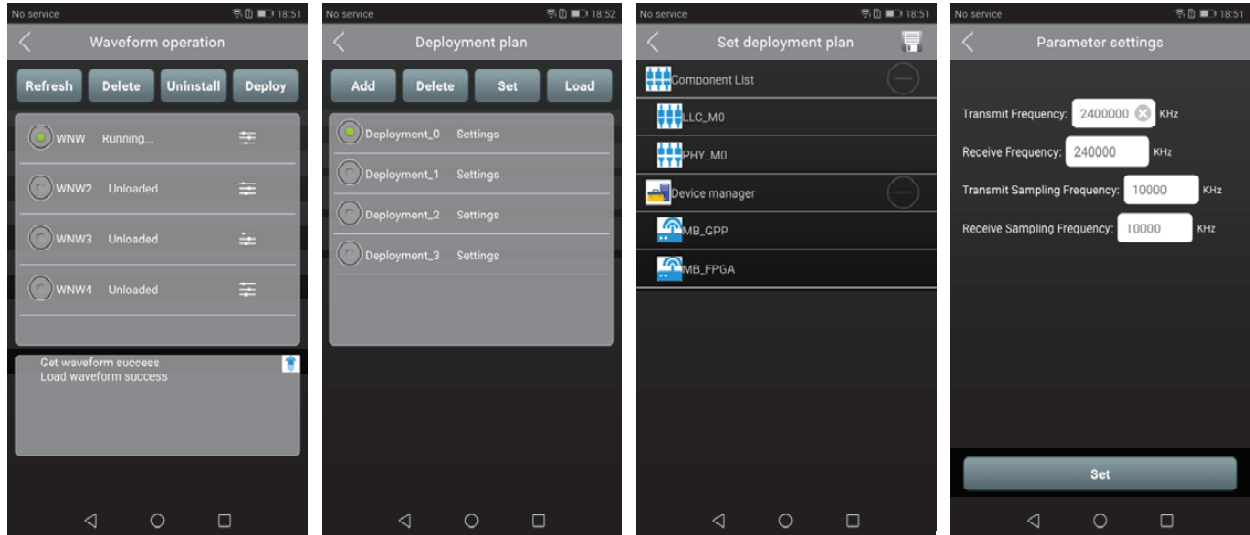 No service 18:51
Waveform operation
Refresh Delete Uninstall Deploy
WNW Running...
WNW2 Unloaded
WNW3 Unloaded
WNW4 Unloaded
Get waveform success
Load waveform success
No service 18:52
Deployment plan
Add Delete Set Load
Deployment_0 Settings
Deployment_1 Settings
Deployment_2 Settings
Deployment_3 Settings
No service 18:51
Set deployment plan
Component List
LLC_M0
PHY_M0
Device manager
MB_GPP
MB_FPGA
No service 18:51
Parameter settings
Transmit Frequency: 2400000 KHz
Receive Frequency: 240000 KHz
Transmit Sampling Frequency: 10000 KHz
Receive Sampling Frequency: 10000 KHz
Set